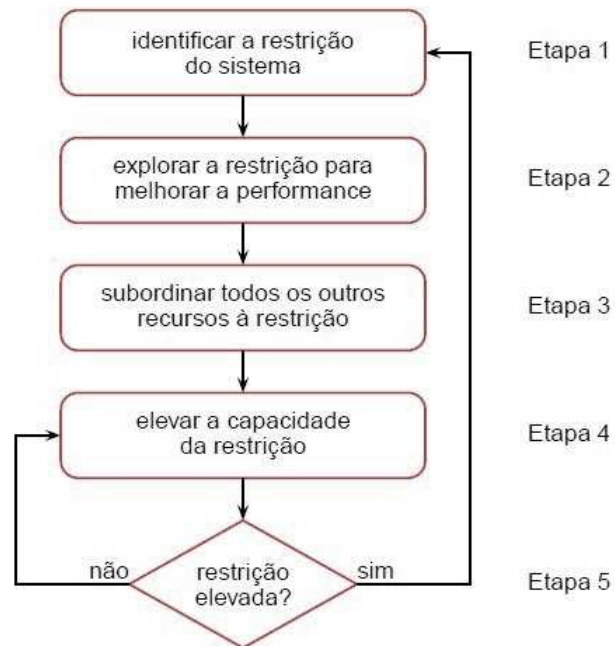 identificar a restrição
do sistema
Etapa 1
explorar a restrição para
melhorar a performance
Etapa 2
subordinar todos os outros
recursos à restrição
Etapa 3
elevar a capacidade
da restrição
Etapa 4
não
restrição
elevada?
sim
Etapa 5